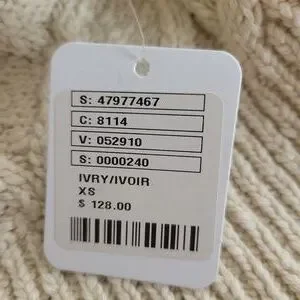 S: 47977467
C: 8114
V: 052910
S: 0000240
IVRY/IVOIR
XS
$ 128.00